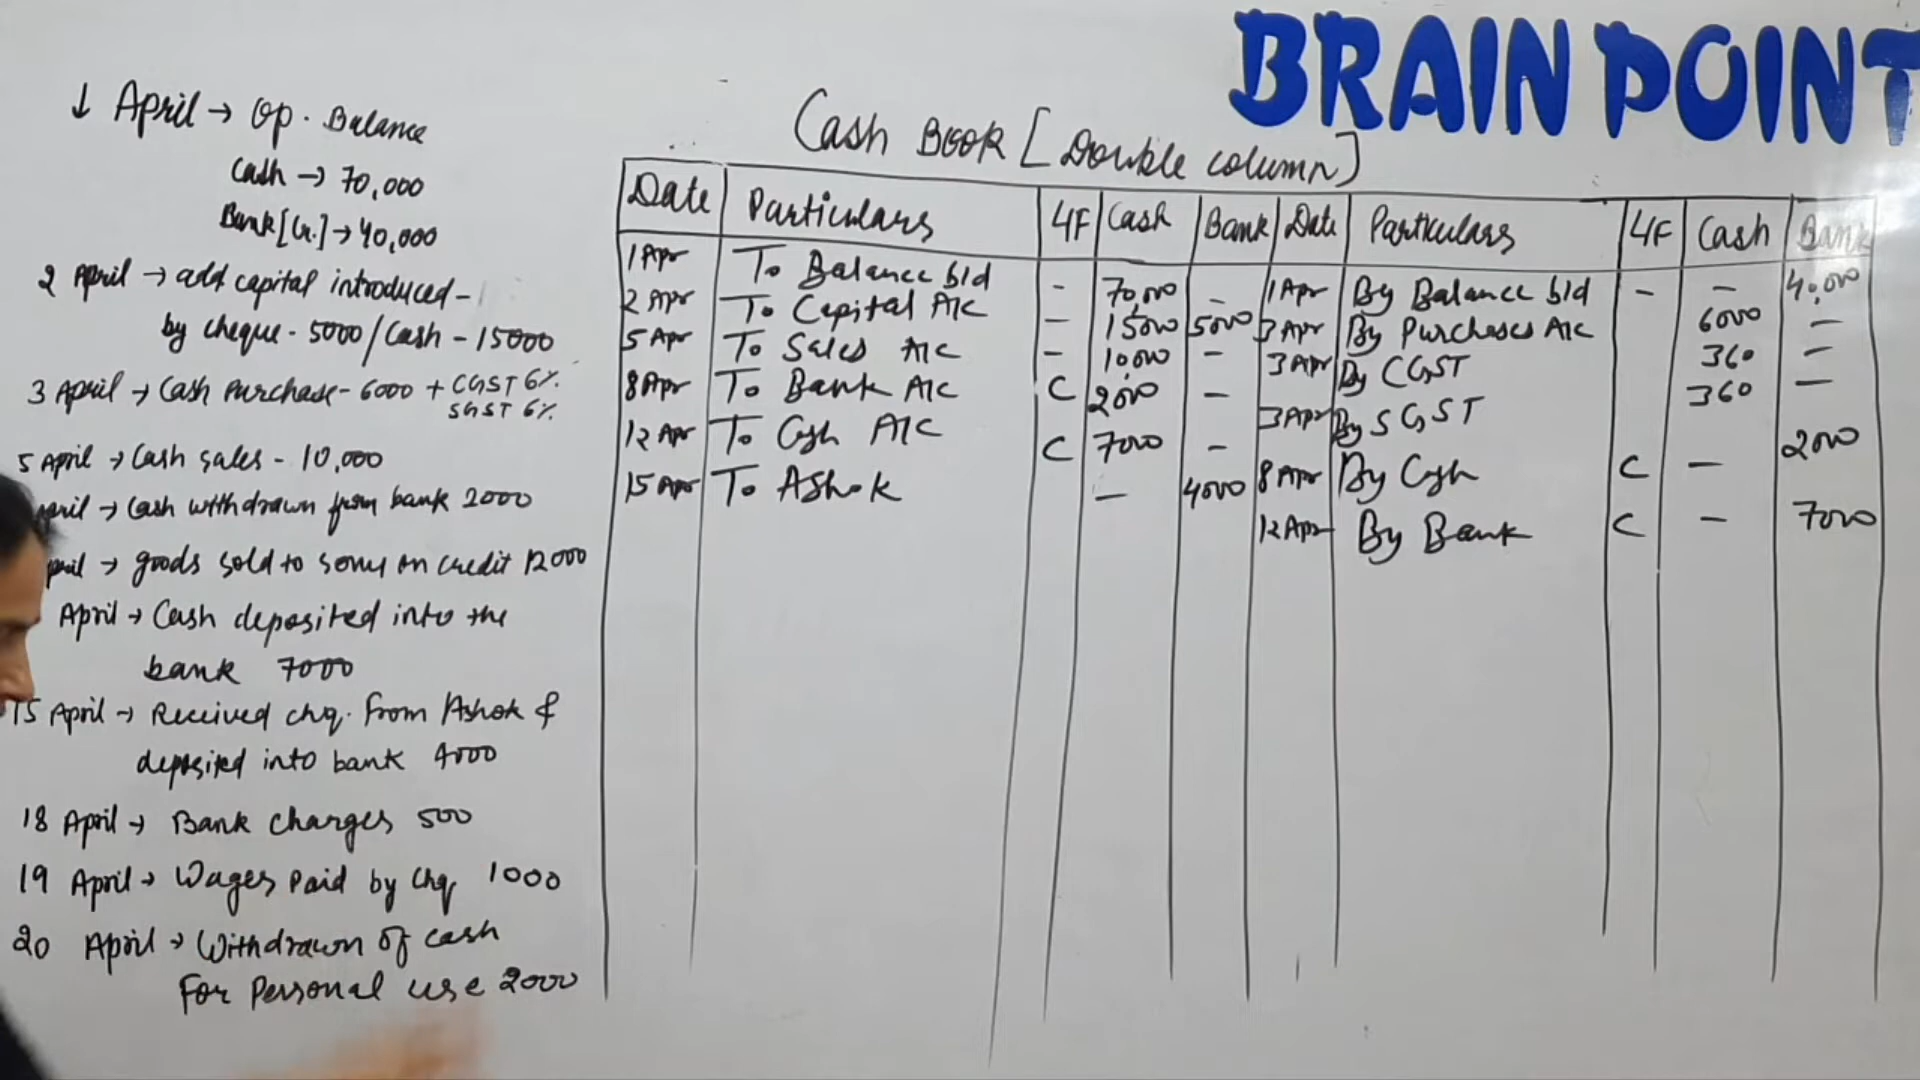 BRAIN POINT
↓ April → Op. Balance
Cash → 70,000
Bank [Cr.] → 40,000
2 April → add capital introduced -
by cheque - 5000 / Cash - 15000
3 April → Cash Purchase - 6000 + CGST 6%
SGST 6%
5 April → Cash sales - 10,000
April → Cash withdrawn from bank 2000
April → goods sold to sonu on credit 12000
April → Cash deposited into the
bank 7000
15 April → Received chq. From Ashok &
deposited into bank 4000
18 April → Bank charges 500
19 April → Wages Paid by chq 1000
20 April → Withdrawn of cash
For Personal use 2000
Cash Book [Double column]
Date Particulars LF Cash Bank Date Particulars LF Cash Bank
1 Apr To Balance b/d - 70,000 - 1 Apr By Balance b/d - - 40,000
2 Apr To Capital A/C - 15000 5000 3 Apr By Purchases A/C 6000 -
5 Apr To Sales A/C - 10,000 - 3 Apr By CGST 360 -
8 Apr To Bank A/C C 2000 - 3 Apr By SGST 360 -
12 Apr To Cash A/C C 7000 - 8 Apr By Cash C - 2000
15 Apr To Ashok - 4000 12 Apr By Bank C - 7000